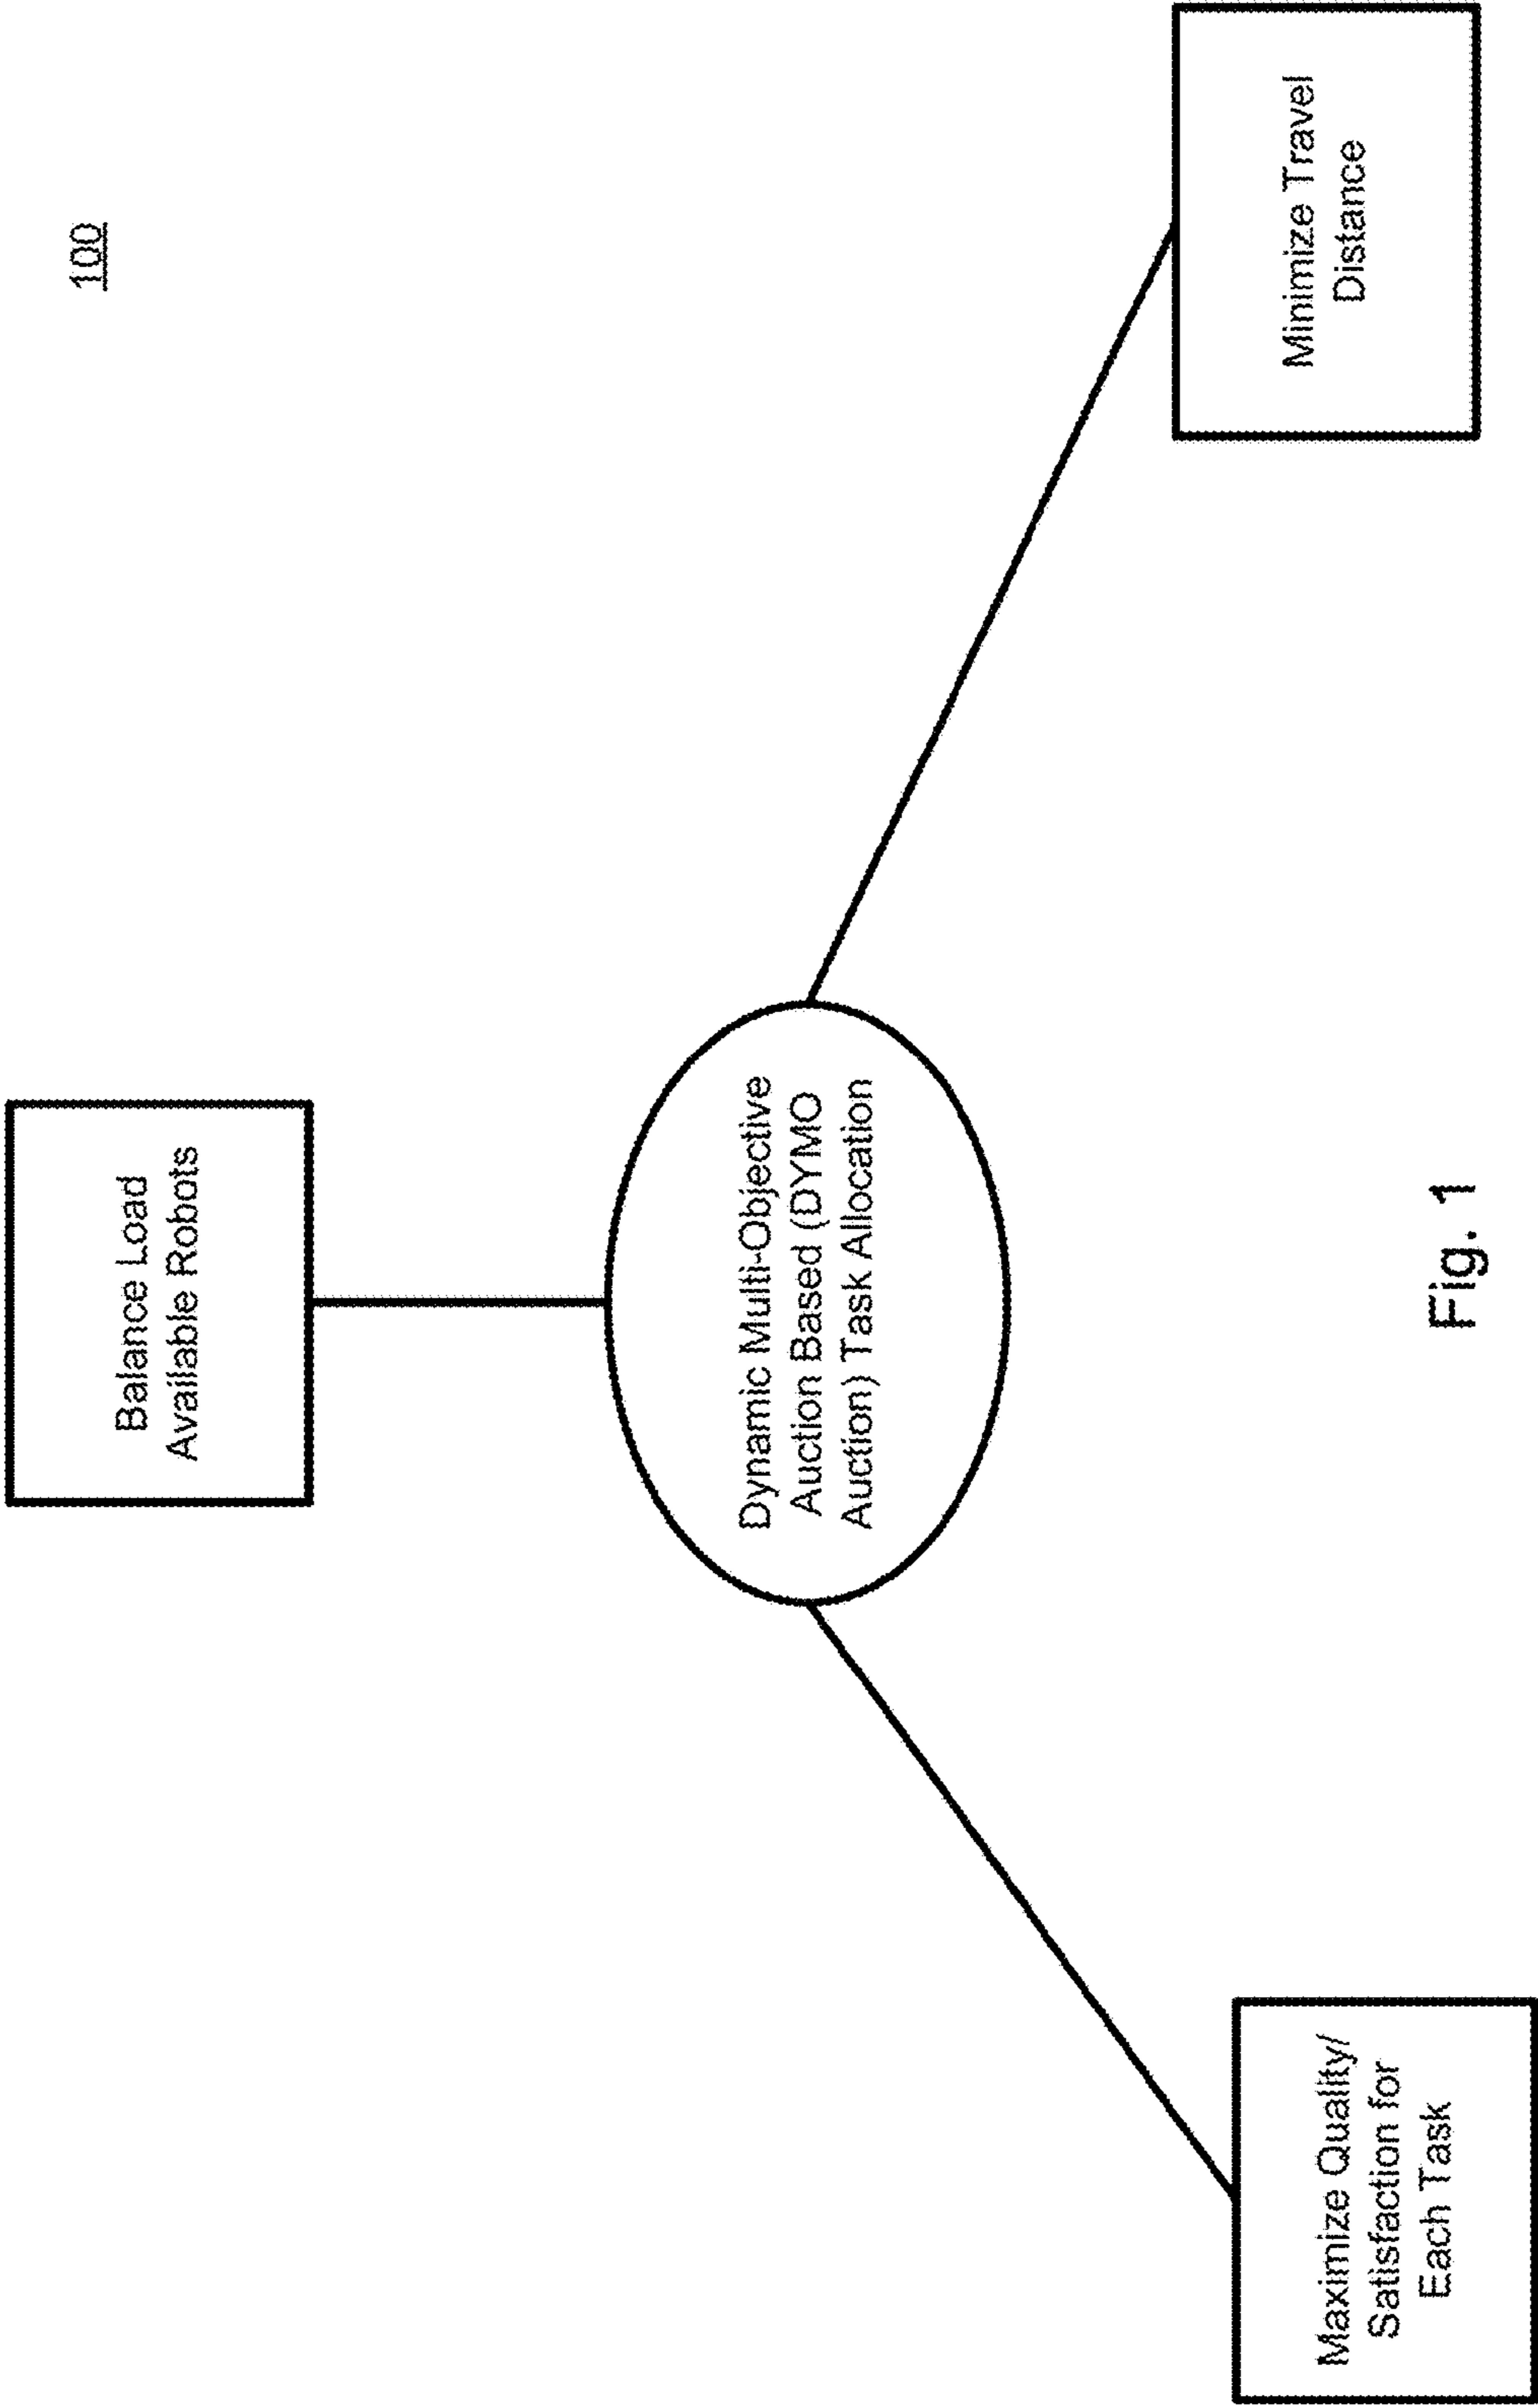 100
Balance Load
Available Robots
Dynamic Multi-Objective
Auction Based (DYMO
Auction) Task Allocation
Maximize Quality/
Satisfaction for
Each Task
Minimize Travel
Distance
Fig. 1